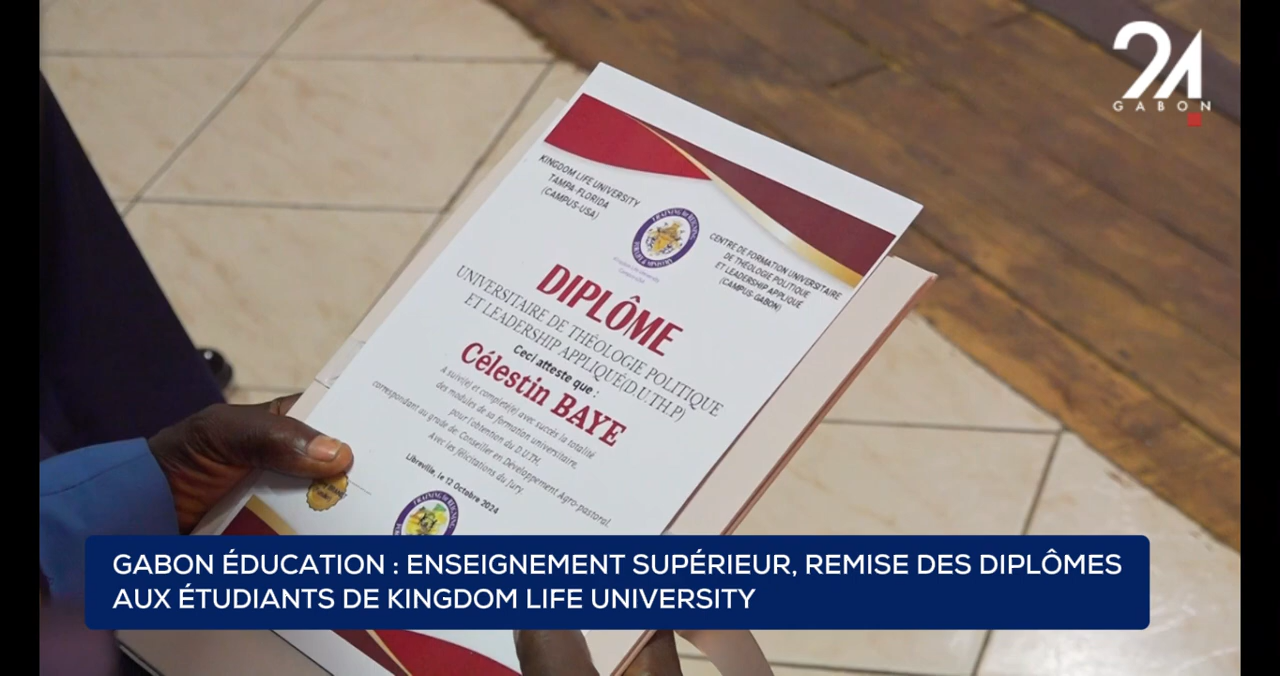 24
GABON
KINGDOM LIFE UNIVERSITY
TAMPA-FLORIDA
(CAMPUS-USA)
CENTRE DE FORMATION UNIVERSITAIRE
DE THÉOLOGIE POLITIQUE
ET LEADERSHIP APPLIQUÉ
(CAMPUS-GABON)
DIPLÔME
UNIVERSITAIRE DE THÉOLOGIE POLITIQUE
ET LEADERSHIP APPLIQUÉ(D.U.TH.P)
Ceci atteste que :
Célestin BAYE
A suivi(e) et complété(e) avec succès la totalité
des modules de sa formation universitaire,
pour l'obtention du D.U.TH,
correspondant au grade de: Conseiller en Développement Agro-pastoral.
Avec les félicitations du Jury.
Libreville, le 12 Octobre 2024
GABON ÉDUCATION : ENSEIGNEMENT SUPÉRIEUR, REMISE DES DIPLÔMES
AUX ÉTUDIANTS DE KINGDOM LIFE UNIVERSITY